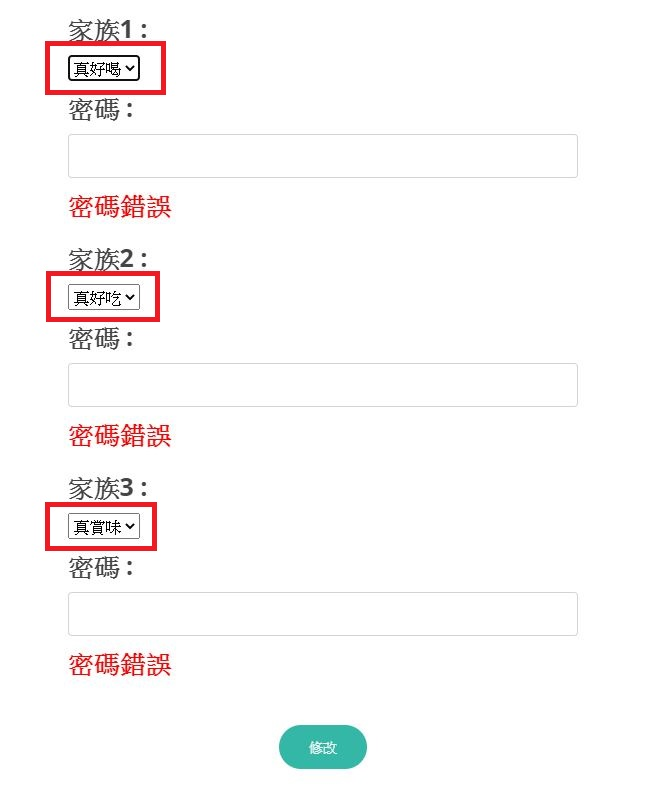 家族1 :
真好喝
密碼 :
密碼錯誤
家族2 :
真好吃
密碼 :
密碼錯誤
家族3 :
真賞味
密碼 :
密碼錯誤
修改